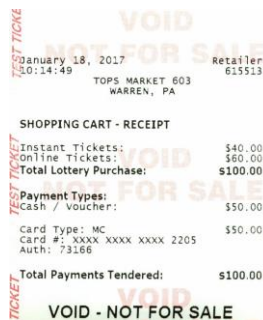 VOID
NOT FOR SALE
TEST TICKET
January 18, 2017 Retailer
10:14:49 615513
TOPS MARKET 603
WARREN, PA
SHOPPING CART - RECEIPT
VOID
Instant Tickets: $40.00
Online Tickets: $60.00
Total Lottery Purchase: $100.00
NOT FOR SALE
TEST TICKET
Payment Types:
Cash / Voucher: $50.00
Card Type: MC $50.00
Card #: XXXX XXXX XXXX 2205
Auth: 73166
Total Payments Tendered: $100.00
VOID
TICKET
VOID - NOT FOR SALE